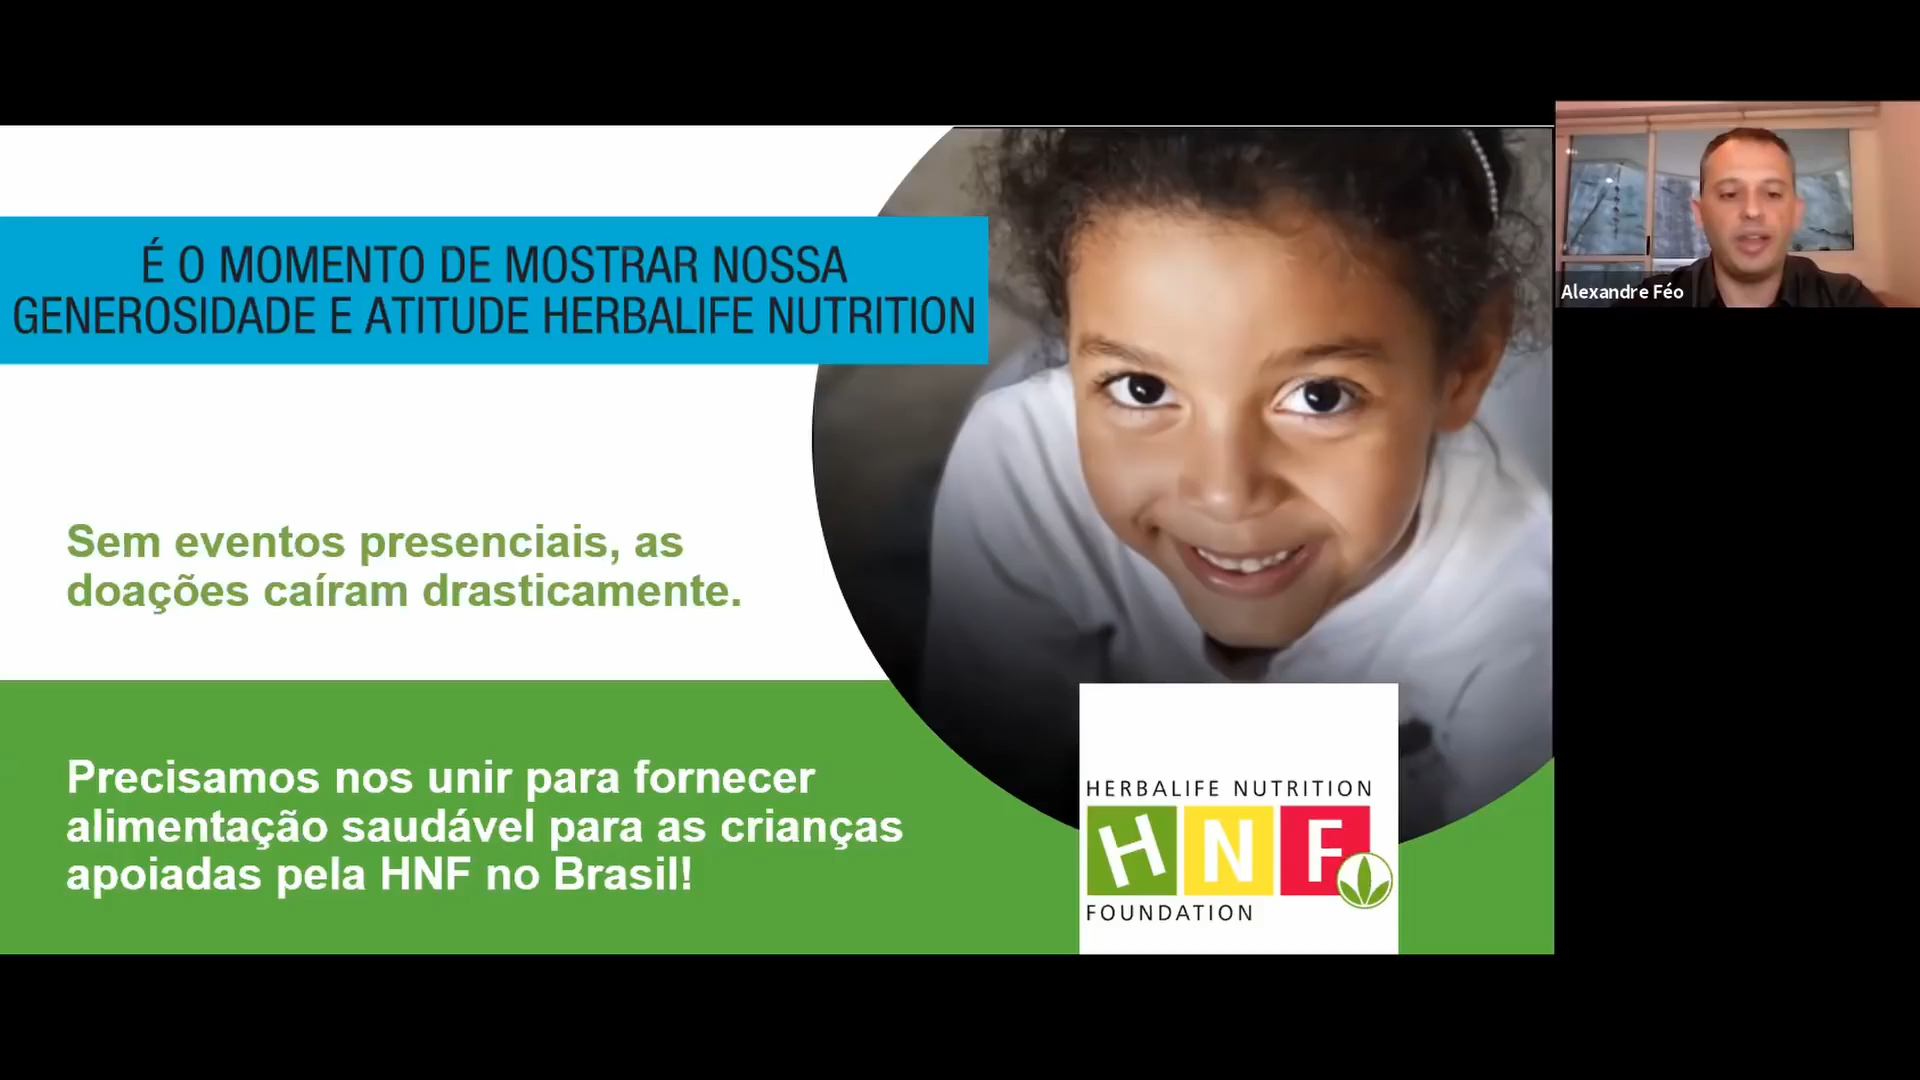 É O MOMENTO DE MOSTRAR NOSSA
GENEROSIDADE E ATITUDE HERBALIFE NUTRITION
Sem eventos presenciais, as
doações caíram drasticamente.
Precisamos nos unir para fornecer
alimentação saudável para as crianças
apoiadas pela HNF no Brasil!
HERBALIFE NUTRITION
HNF
FOUNDATION
Alexandre Féo